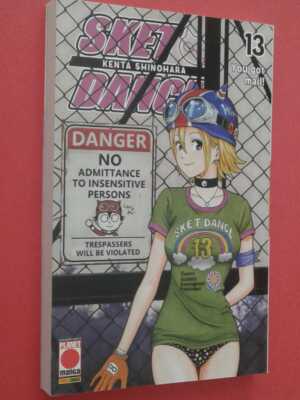 SKET
KENTA SHINOHARA
DANCE
13
You got
mail!
DANGER
NO
ADMITTANCE
TO INSENSITIVE
PERSONS
TRESPASSERS
WILL BE VIOLATED
SKET DANCE
13
PLANET
manga